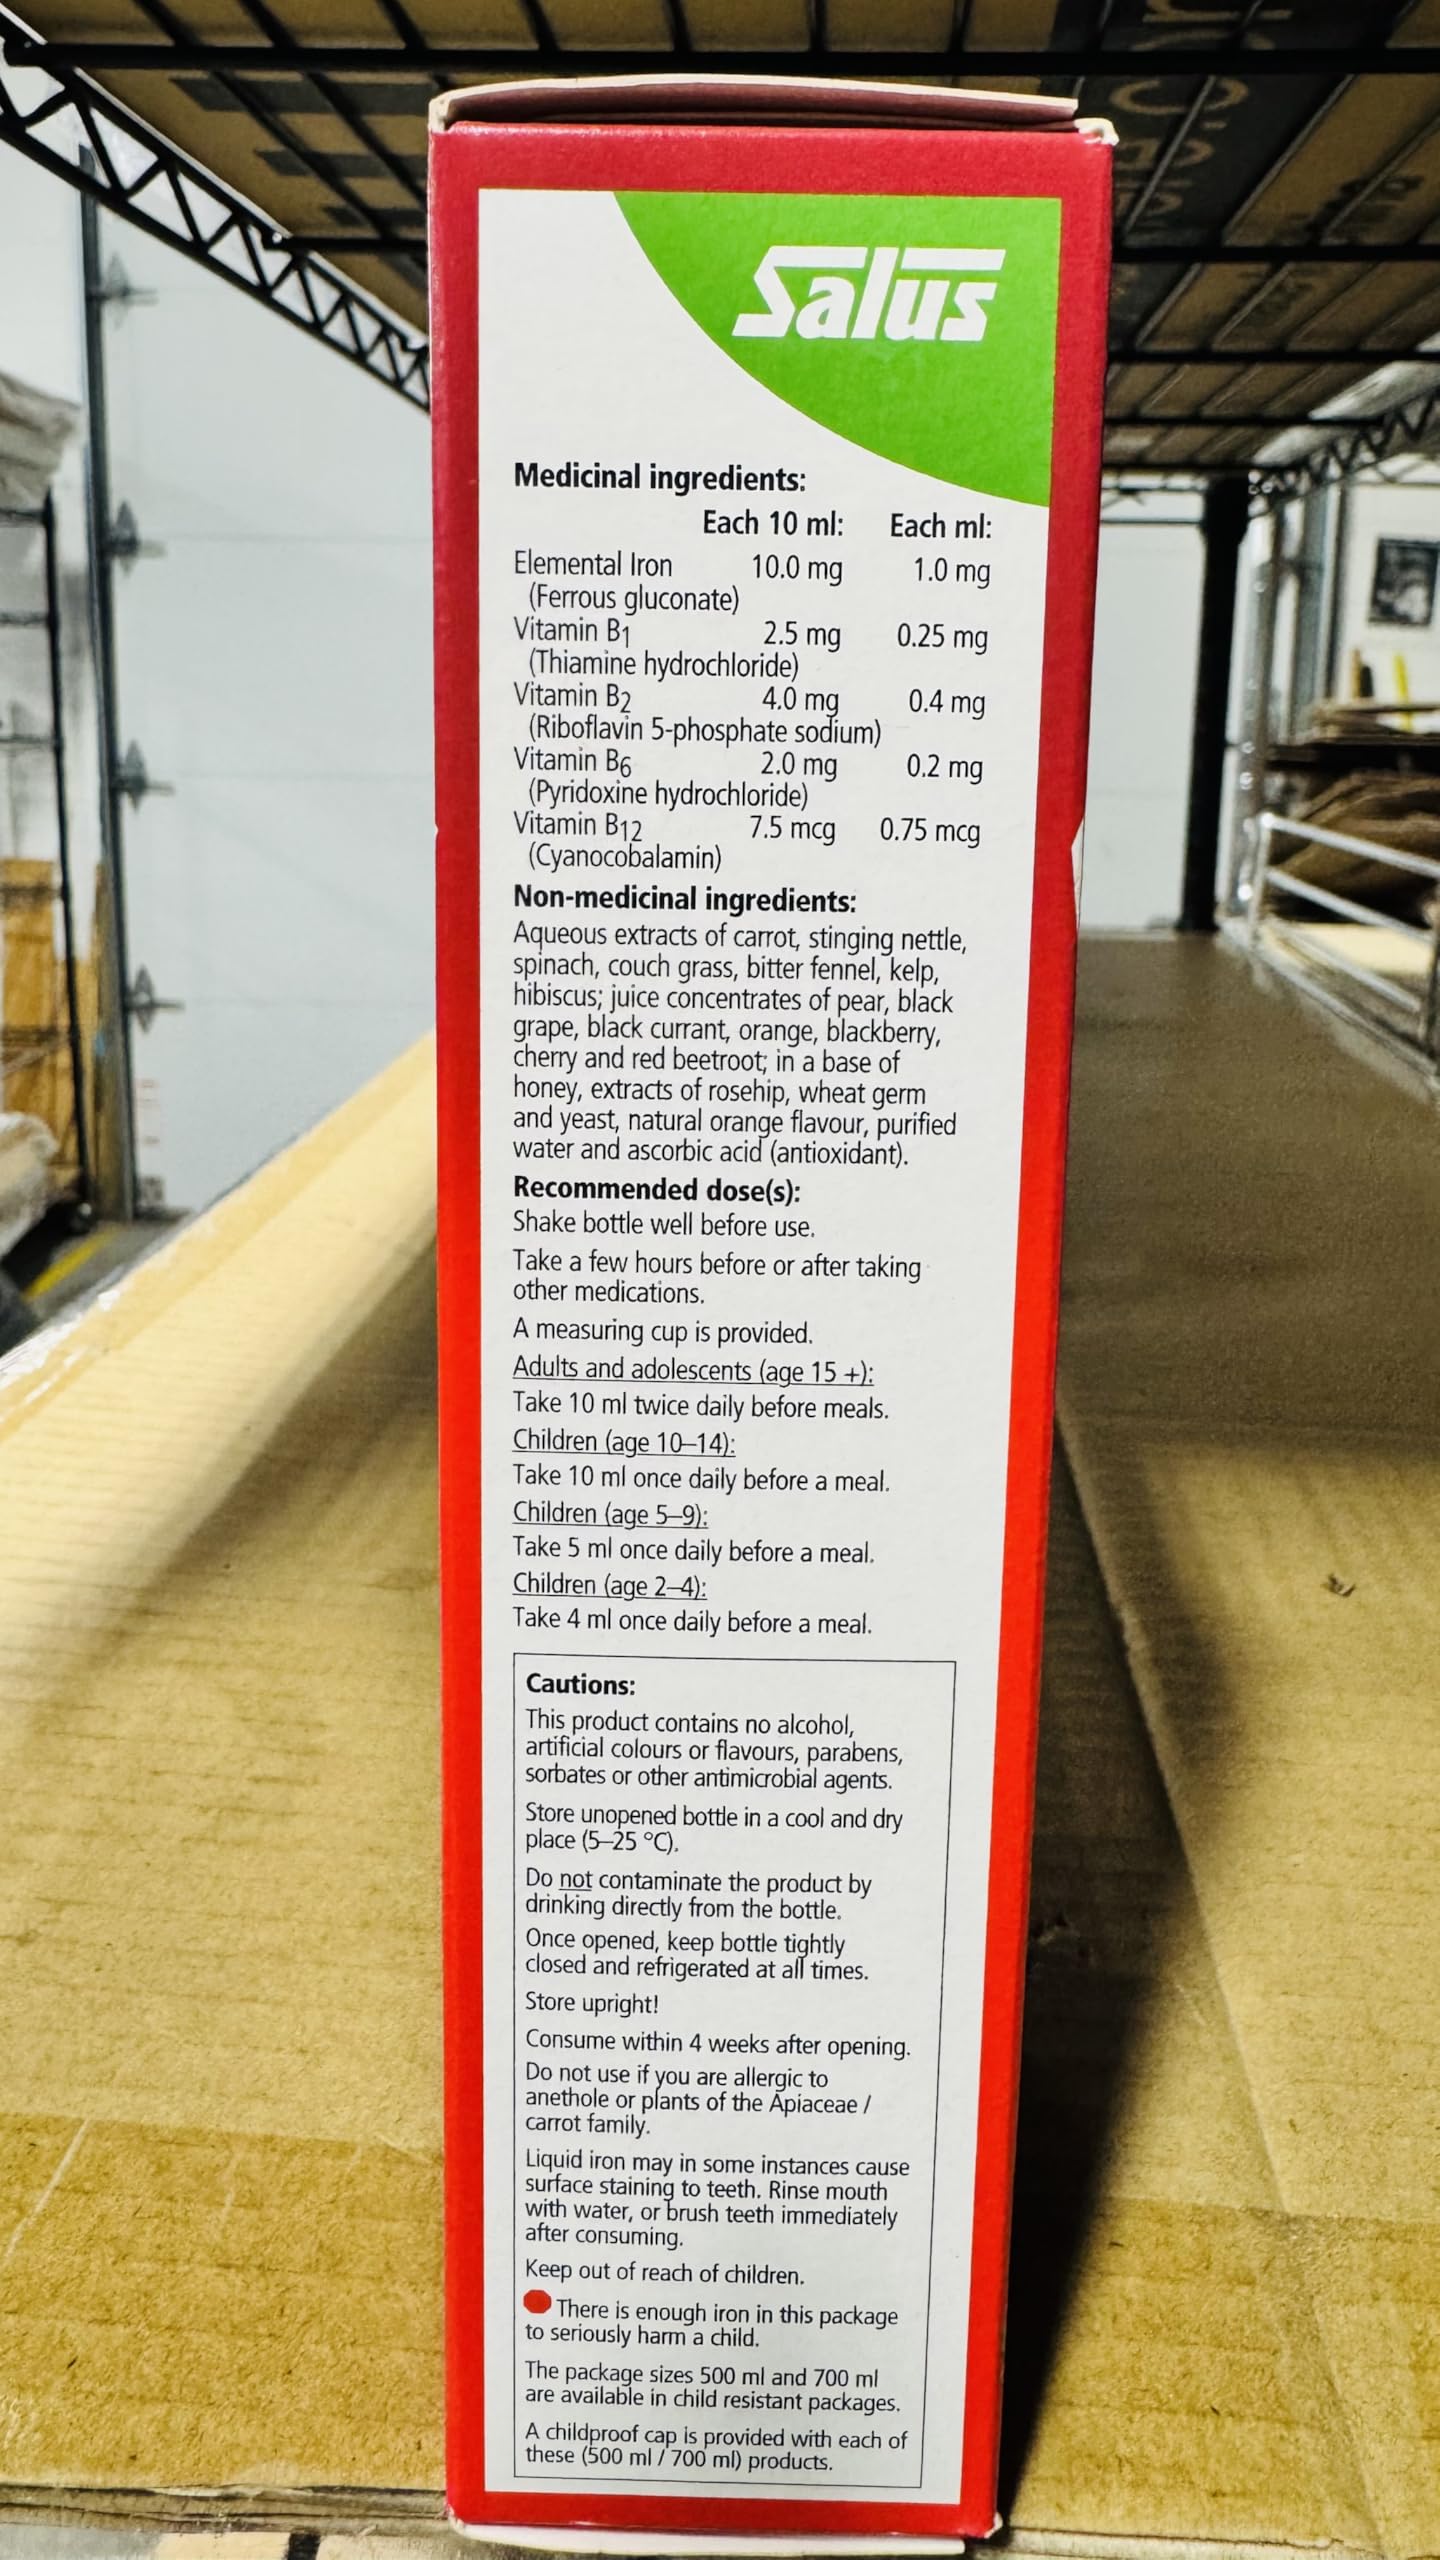 Salus
Medicinal ingredients:
Each 10 ml: Each ml:
Elemental Iron 10.0 mg 1.0 mg
(Ferrous gluconate)
Vitamin B1 2.5 mg 0.25 mg
(Thiamine hydrochloride)
Vitamin B2 4.0 mg 0.4 mg
(Riboflavin 5-phosphate sodium)
Vitamin B6 2.0 mg 0.2 mg
(Pyridoxine hydrochloride)
Vitamin B12 7.5 mcg 0.75 mcg
(Cyanocobalamin)
Non-medicinal ingredients:
Aqueous extracts of carrot, stinging nettle,
spinach, couch grass, bitter fennel, kelp,
hibiscus; juice concentrates of pear, black
grape, black currant, orange, blackberry,
cherry and red beetroot; in a base of
honey, extracts of rosehip, wheat germ
and yeast, natural orange flavour, purified
water and ascorbic acid (antioxidant).
Recommended dose(s):
Shake bottle well before use.
Take a few hours before or after taking
other medications.
A measuring cup is provided.
Adults and adolescents (age 15 +):
Take 10 ml twice daily before meals.
Children (age 10–14):
Take 10 ml once daily before a meal.
Children (age 5–9):
Take 5 ml once daily before a meal.
Children (age 2–4):
Take 4 ml once daily before a meal.
Cautions:
This product contains no alcohol,
artificial colours or flavours, parabens,
sorbates or other antimicrobial agents.
Store unopened bottle in a cool and dry
place (5–25 °C).
Do not contaminate the product by
drinking directly from the bottle.
Once opened, keep bottle tightly
closed and refrigerated at all times.
Store upright!
Consume within 4 weeks after opening.
Do not use if you are allergic to
anethole or plants of the Apiaceae /
carrot family.
Liquid iron may in some instances cause
surface staining to teeth. Rinse mouth
with water, or brush teeth immediately
after consuming.
Keep out of reach of children.
There is enough iron in this package
to seriously harm a child.
The package sizes 500 ml and 700 ml
are available in child resistant packages.
A childproof cap is provided with each of
these (500 ml / 700 ml) products.